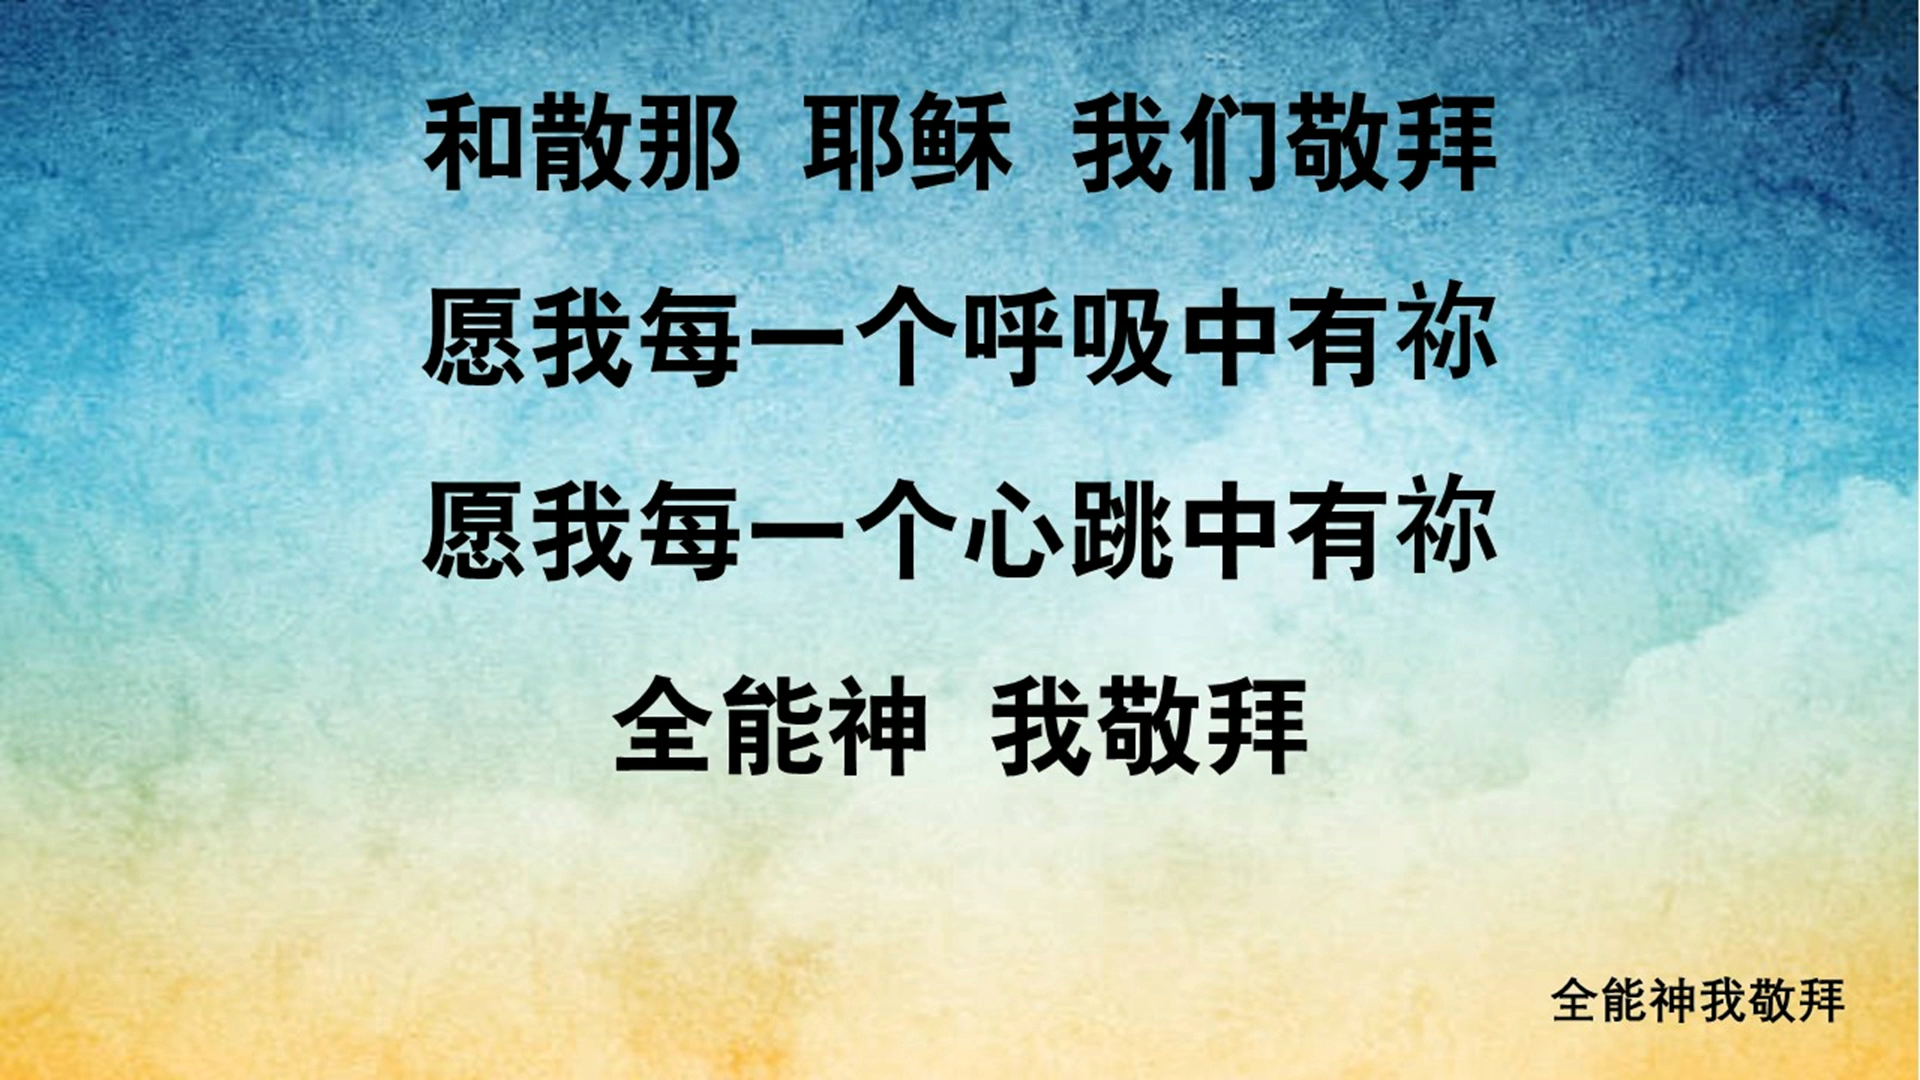 和散那 耶稣 我们敬拜
愿我每一个呼吸中有祢
愿我每一个心跳中有祢
全能神 我敬拜
全能神我敬拜